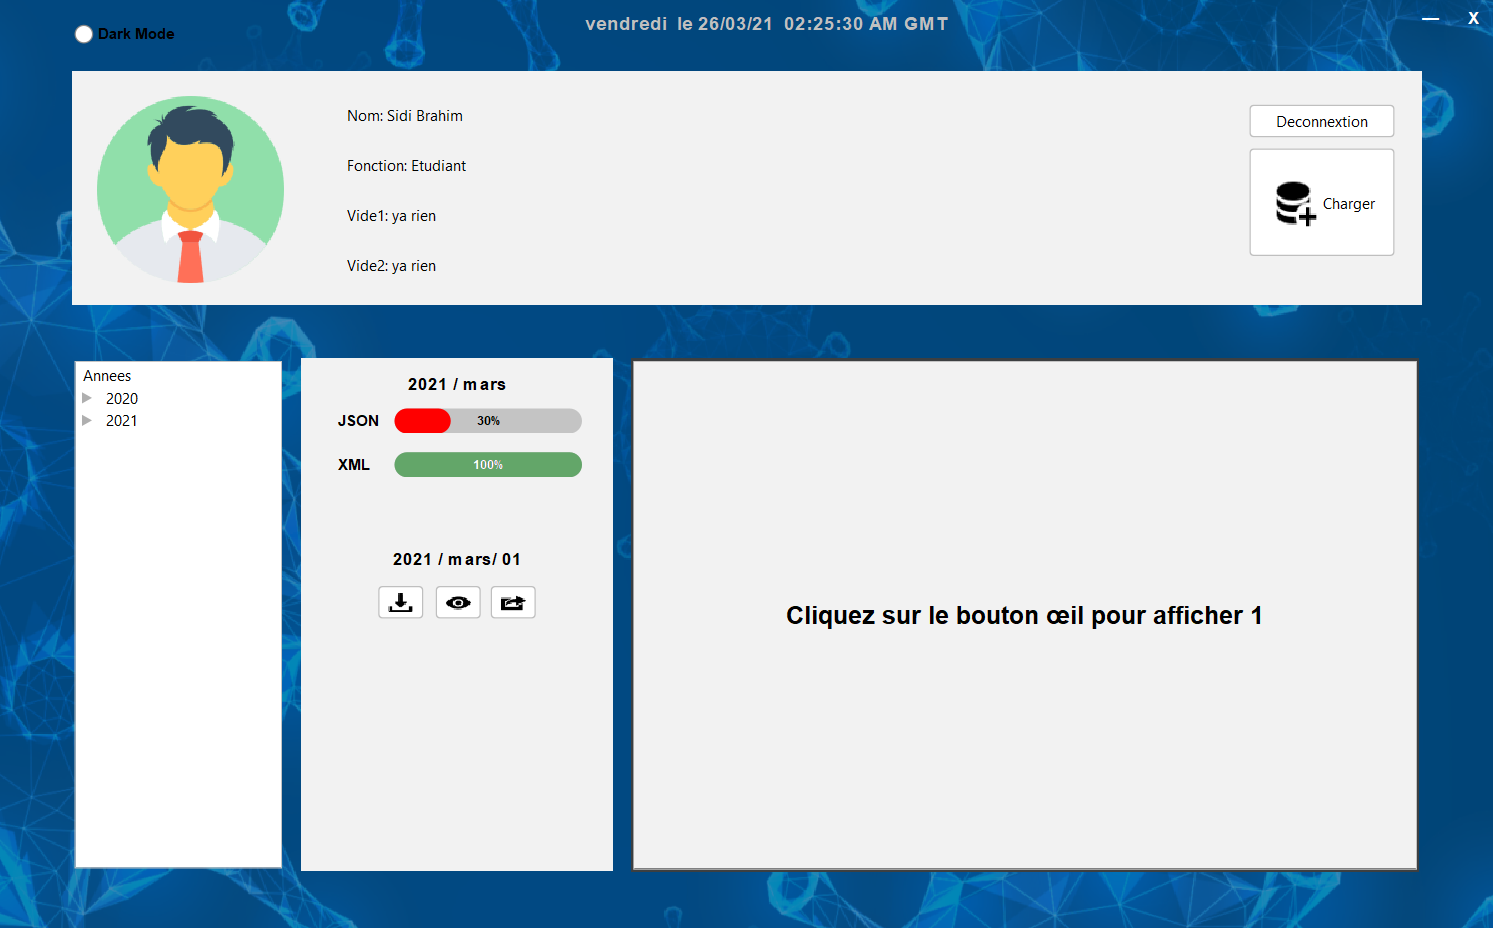 vendredi le 26/03/21 02:25:30 AM GMT
— X
Dark Mode
Nom: Sidi Brahim
Fonction: Etudiant
Vide1: ya rien
Vide2: ya rien
Deconnextion
Charger
Annees
2020
2021
2021 / mars
JSON 30%
XML 100%
2021 / mars/ 01
Cliquez sur le bouton œil pour afficher 1